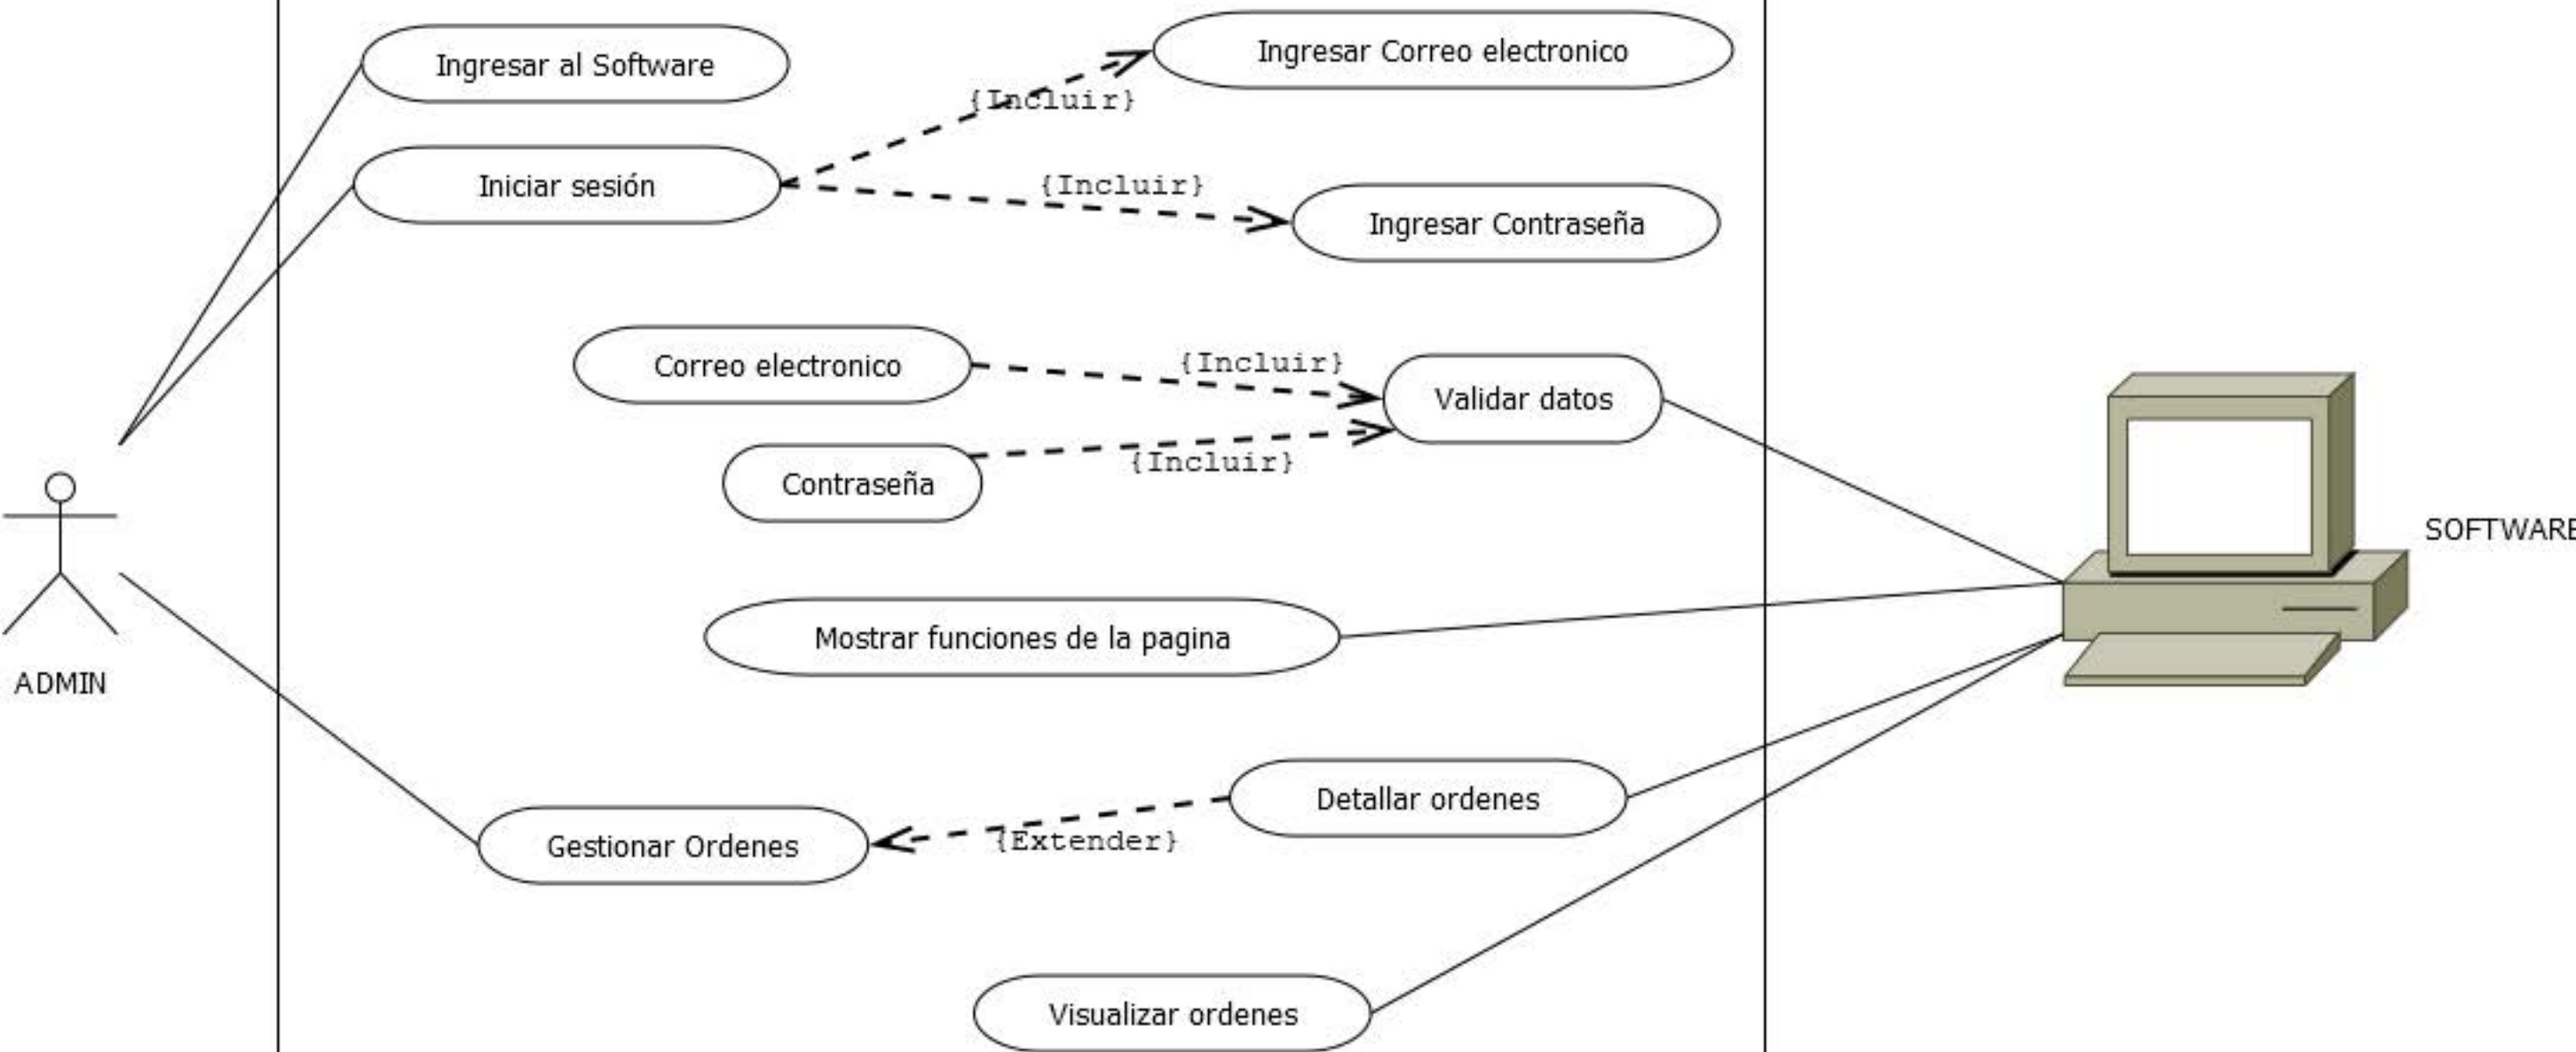 Ingresar al Software
Ingresar Correo electronico
{Incluir}
Iniciar sesión
{Incluir}
Ingresar Contraseña
Correo electronico
{Incluir}
Validar datos
Contraseña
{Incluir}
SOFTWARE
Mostrar funciones de la pagina
ADMIN
Detallar ordenes
Gestionar Ordenes
{Extender}
Visualizar ordenes